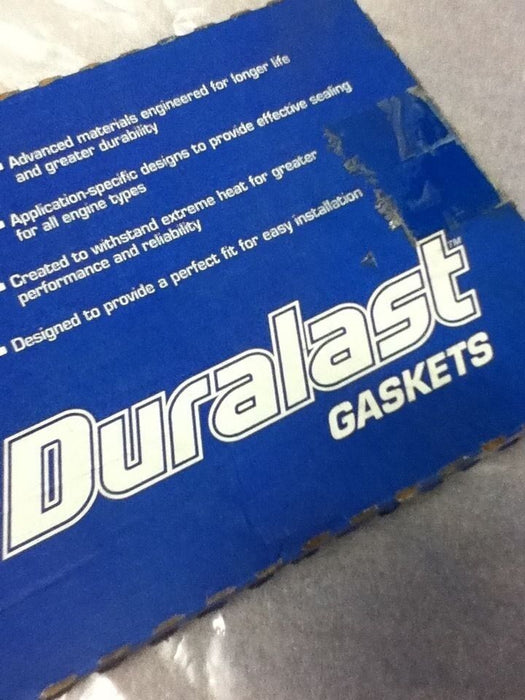 ▪ Advanced materials engineered for longer life
and greater durability
▪ Application-specific designs to provide effective sealing
for all engine types
▪ Created to withstand extreme heat for greater
performance and reliability
▪ Designed to provide a perfect fit for easy installation
Duralast™
GASKETS